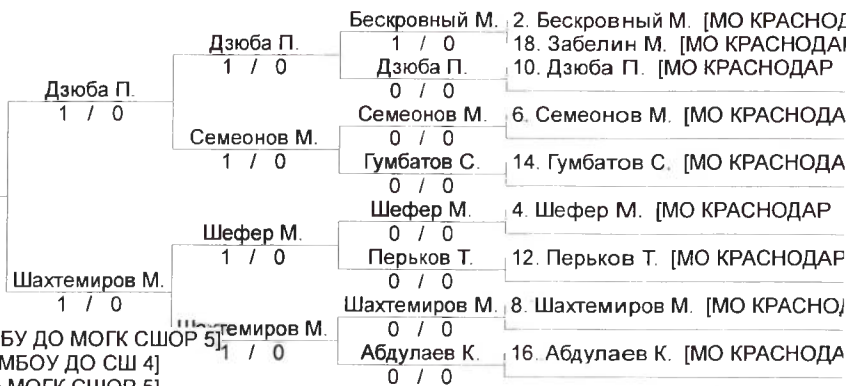 Бескровный М. 2. Бескровный М. [МО КРАСНОД
Дзюба П. 1 / 0 18. Забелин М. [МО КРАСНОДА
1 / 0 Дзюба П. 10. Дзюба П. [МО КРАСНОДАР
Дзюба П. 0 / 0
1 / 0 Семеонов М. 6. Семеонов М. [МО КРАСНОДА
Семеонов М. 0 / 0
1 / 0 Гумбатов С. 14. Гумбатов С. [МО КРАСНОДА
0 / 0
Шефер М. 4. Шефер М. [МО КРАСНОДАР
Шефер М. 0 / 0
1 / 0 Перьков Т. 12. Перьков Т. [МО КРАСНОДАР
Шахтемиров М. 0 / 0
1 / 0 Шахтемиров М. 8. Шахтемиров М. [МО КРАСНО
Шахтемиров М. 0 / 0
БУ ДО МОГК СШОР 5] 1 / 0 Абдулаев К. 16. Абдулаев К. [МО КРАСНОДА
МБОУ ДО СШ 4] 0 / 0
МОГК СШОР 5]